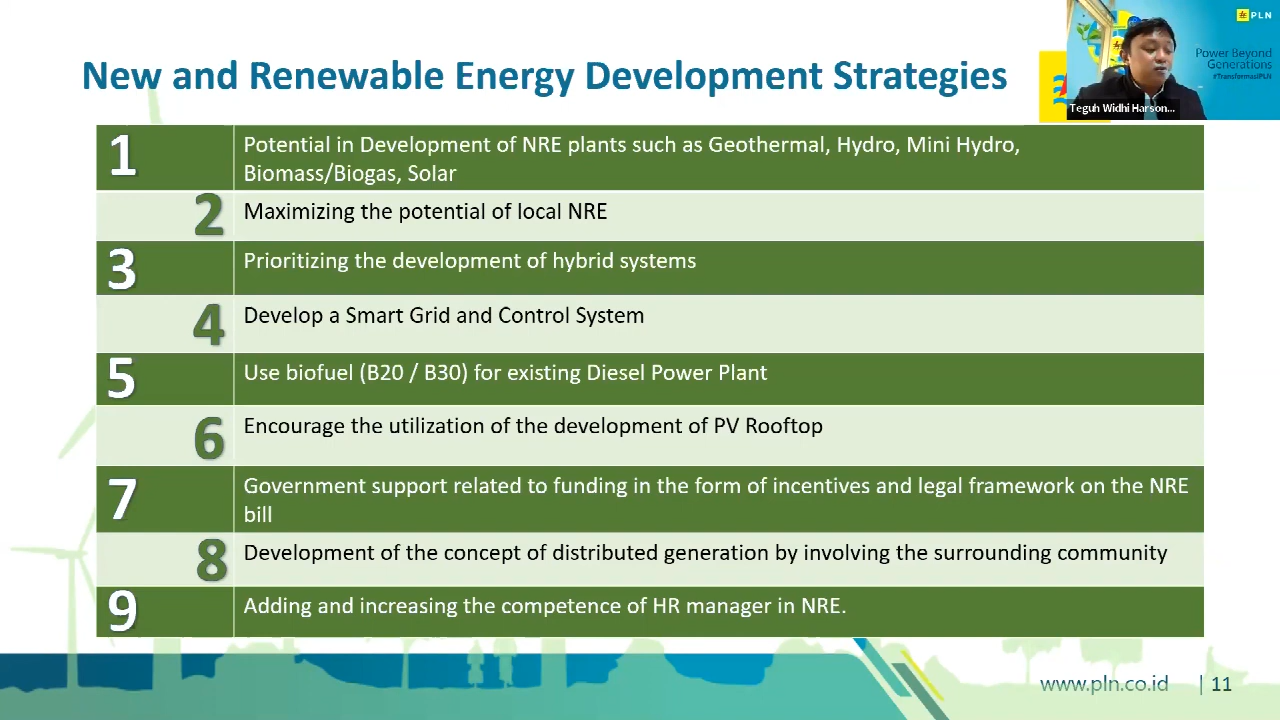 New and Renewable Energy Development Strategies
PLN
Power Beyond
Generations
#TransformasiPLN
Teguh Widhi Harson...
1
Potential in Development of NRE plants such as Geothermal, Hydro, Mini Hydro,
Biomass/Biogas, Solar
2
Maximizing the potential of local NRE
3
Prioritizing the development of hybrid systems
4
Develop a Smart Grid and Control System
5
Use biofuel (B20 / B30) for existing Diesel Power Plant
6
Encourage the utilization of the development of PV Rooftop
7
Government support related to funding in the form of incentives and legal framework on the NRE
bill
8
Development of the concept of distributed generation by involving the surrounding community
9
Adding and increasing the competence of HR manager in NRE.
www.pln.co.id | 11